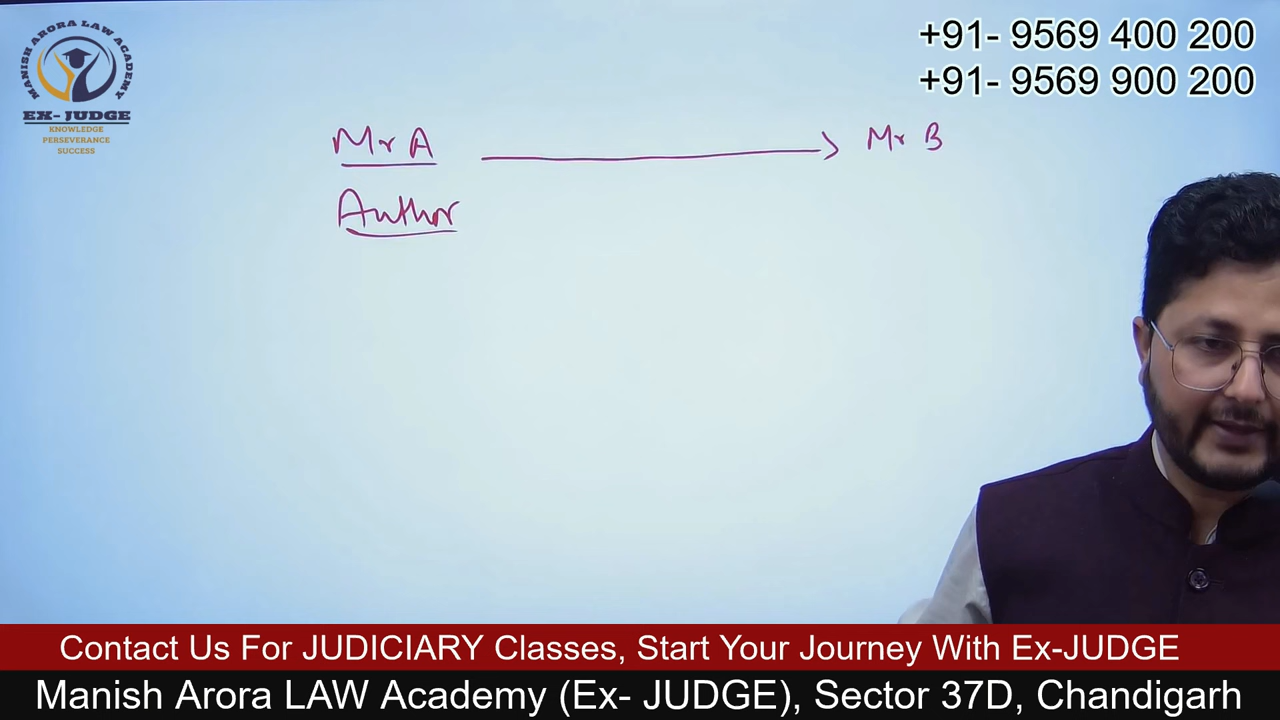 MANISH ARORA LAW ACADEMY
EX- JUDGE
KNOWLEDGE
PERSEVERANCE
SUCCESS
+91- 9569 400 200
+91- 9569 900 200
Mr A
Mr B
Author
Contact Us For JUDICIARY Classes, Start Your Journey With Ex-JUDGE
Manish Arora LAW Academy (Ex- JUDGE), Sector 37D, Chandigarh